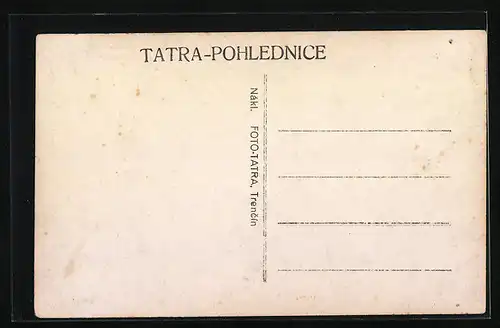 TATRA-POHLEDNICE
Nákl. FOTO-TATRA, Trenčín